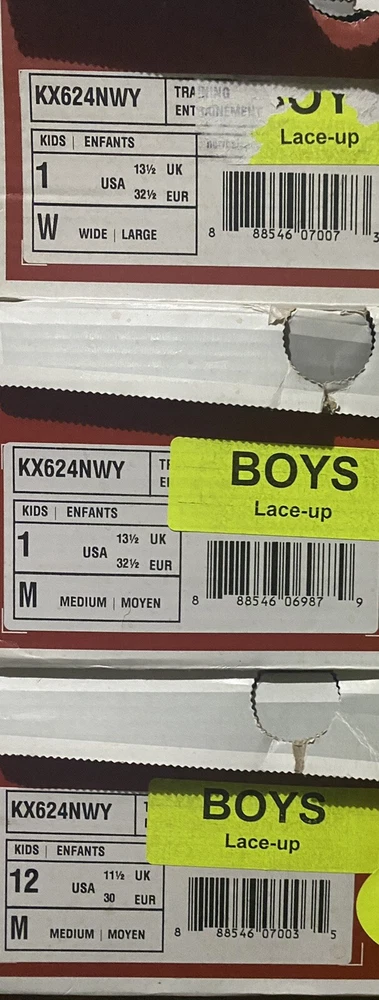 KX624NWY
TRAINING
ENTRAINEMENT
Lace-up
KIDS | ENFANTS
1 USA 13½ UK
32½ EUR
W WIDE | LARGE
8 88546 07007 3
KX624NWY
BOYS
Lace-up
KIDS | ENFANTS
1 USA 13½ UK
32½ EUR
M MEDIUM | MOYEN
8 88546 06987 9
KX624NWY
BOYS
Lace-up
KIDS | ENFANTS
12 USA 11½ UK
30 EUR
M MEDIUM | MOYEN
8 88546 07003 5